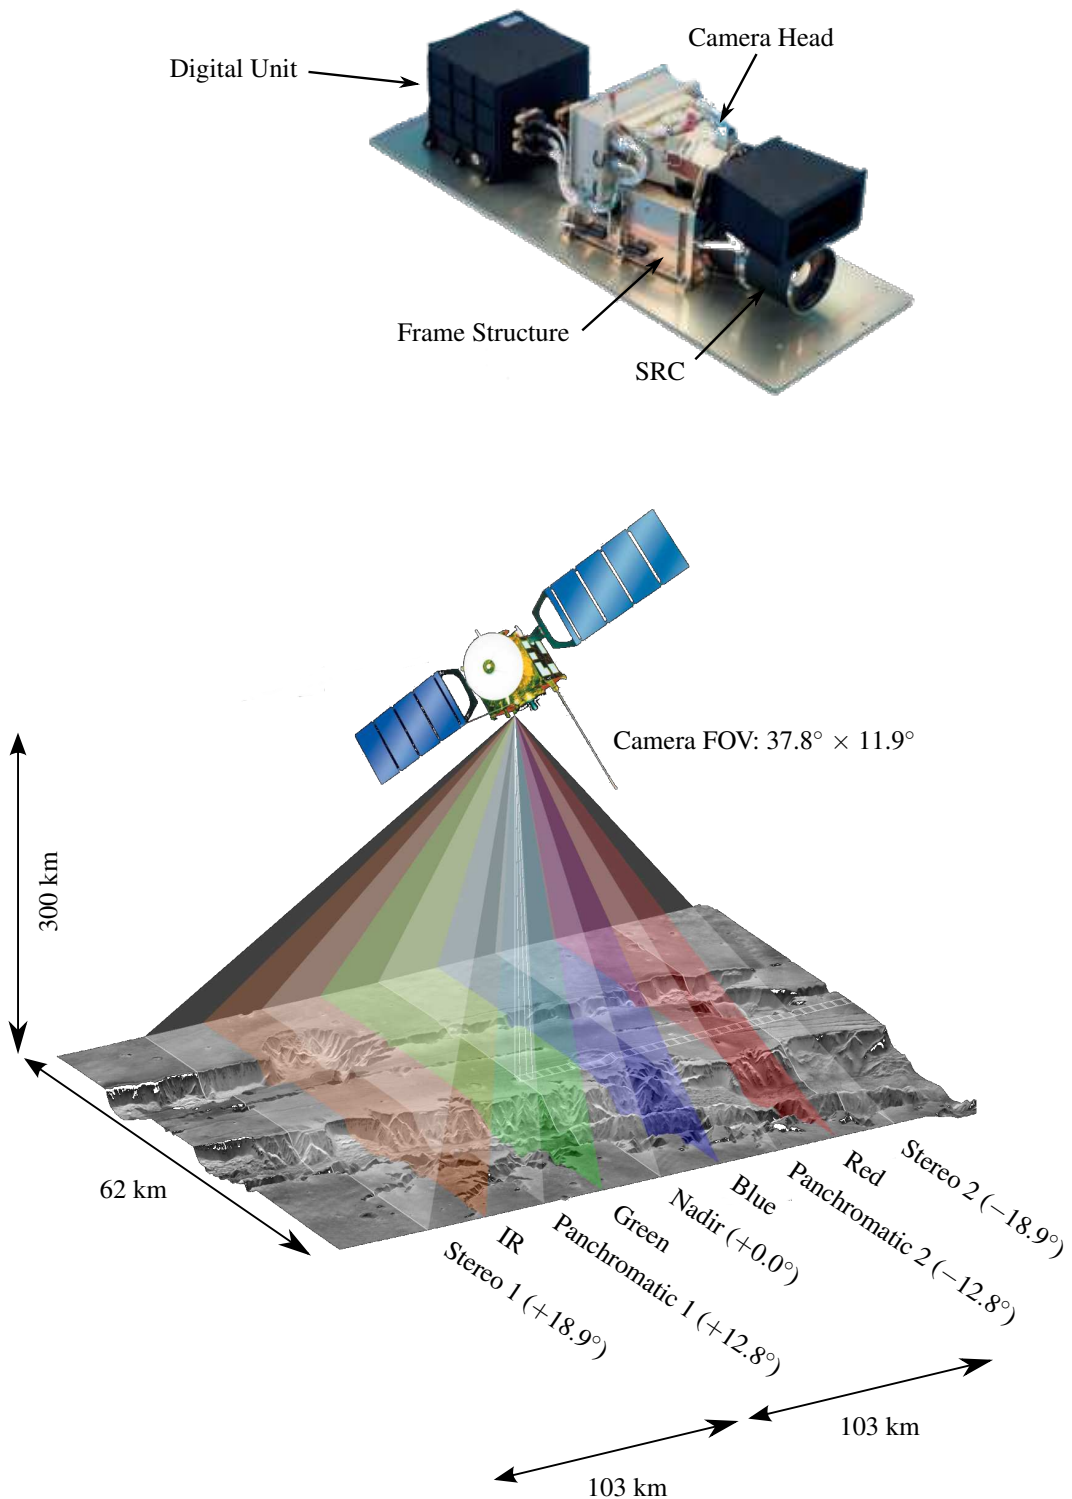 Camera Head
Digital Unit
Frame Structure
SRC
Camera FOV: 37.8° × 11.9°
300 km
62 km
Stereo 1 (+18.9°)
IR
Panchromatic 1 (+12.8°)
Green
Nadir (+0.0°)
Blue
Panchromatic 2 (−12.8°)
Red
Stereo 2 (−18.9°)
103 km
103 km